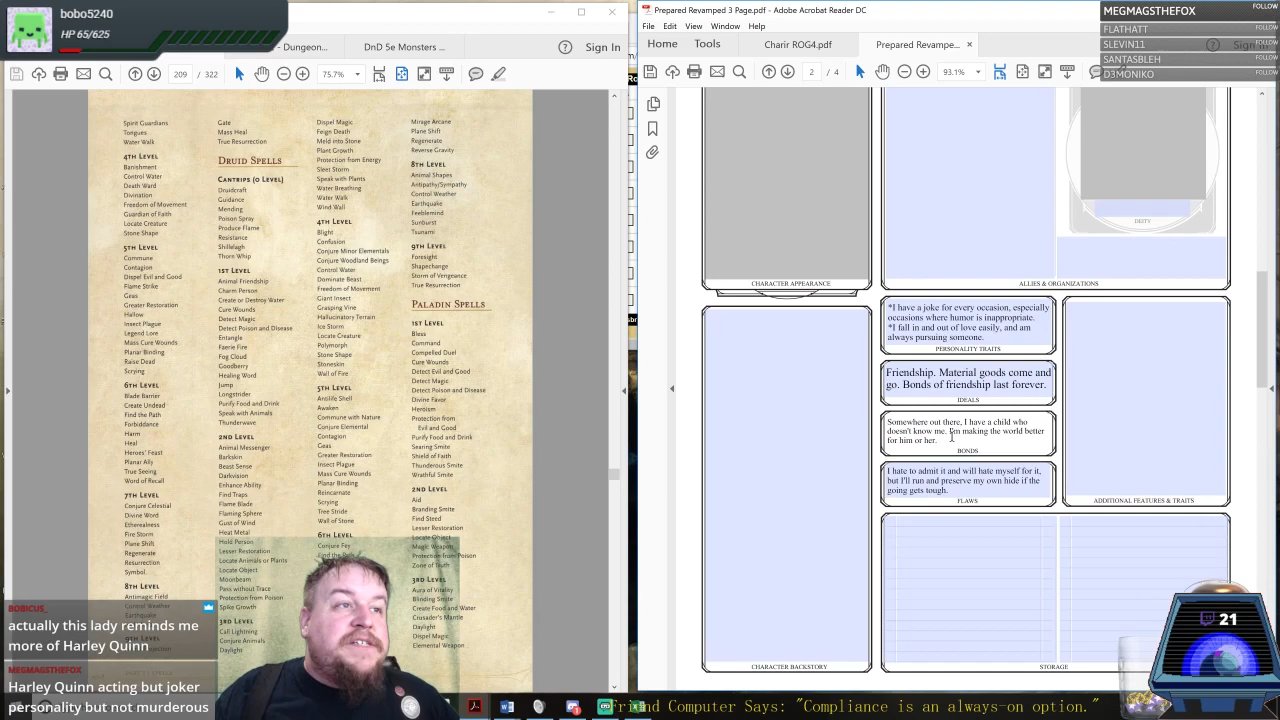 bobo5240
HP 65/625
- Dungeon...
DnD 5e Monsters ...
Sign In
209 / 322
75.7%
Spirit Guardians
Tongues
Water Walk
4TH LEVEL
Banishment
Control Water
Death Ward
Divination
Freedom of Movement
Guardian of Faith
Locate Creature
Stone Shape
5TH LEVEL
Commune
Contagion
Dispel Evil and Good
Flame Strike
Geas
Greater Restoration
Hallow
Insect Plague
Legend Lore
Mass Cure Wounds
Planar Binding
Raise Dead
Scrying
6TH LEVEL
Blade Barrier
Create Undead
Find the Path
Forbiddance
Harm
Heal
Heroes' Feast
Planar Ally
True Seeing
Word of Recall
7TH LEVEL
Conjure Celestial
Divine Word
Etherealness
Fire Storm
Plane Shift
Regenerate
Resurrection
Symbol
8TH LEVEL
Antimagic Field
Control Weather
Earthquake
Gate
Mass Heal
True Resurrection
DRUID SPELLS
CANTRIPS (0 LEVEL)
Druidcraft
Guidance
Mending
Poison Spray
Produce Flame
Resistance
Shillelagh
Thorn Whip
1ST LEVEL
Animal Friendship
Charm Person
Create or Destroy Water
Cure Wounds
Detect Magic
Detect Poison and Disease
Entangle
Faerie Fire
Fog Cloud
Goodberry
Healing Word
Jump
Longstrider
Purify Food and Drink
Speak with Animals
Thunderwave
2ND LEVEL
Animal Messenger
Barkskin
Beast Sense
Darkvision
Enhance Ability
Find Traps
Flame Blade
Flaming Sphere
Gust of Wind
Heat Metal
Hold Person
Lesser Restoration
Locate Animals or Plants
Locate Object
Moonbeam
Pass without Trace
Protection from Poison
Spike Growth
3RD LEVEL
Call Lightning
Conjure Animals
Daylight
Dispel Magic
Feign Death
Meld into Stone
Plant Growth
Protection from Energy
Sleet Storm
Speak with Plants
Water Breathing
Water Walk
Wind Wall
4TH LEVEL
Blight
Confusion
Conjure Minor Elementals
Conjure Woodland Beings
Control Water
Dominate Beast
Freedom of Movement
Giant Insect
Grasping Vine
Hallucinatory Terrain
Ice Storm
Locate Creature
Polymorph
Stone Shape
Stoneskin
Wall of Fire
5TH LEVEL
Antilife Shell
Awaken
Commune with Nature
Conjure Elemental
Contagion
Geas
Greater Restoration
Insect Plague
Mass Cure Wounds
Planar Binding
Reincarnate
Scrying
Tree Stride
Wall of Stone
6TH LEVEL
Conjure Fey
Find the
Mirage Arcane
Plane Shift
Regenerate
Reverse Gravity
8TH LEVEL
Animal Shapes
Antipathy/Sympathy
Control Weather
Earthquake
Feeblemind
Sunburst
Tsunami
9TH LEVEL
Foresight
Shapechange
Storm of Vengeance
True Resurrection
PALADIN SPELLS
1ST LEVEL
Bless
Command
Compelled Duel
Cure Wounds
Detect Evil and Good
Detect Magic
Detect Poison and Disease
Divine Favor
Heroism
Protection from
Evil and Good
Purify Food and Drink
Searing Smite
Shield of Faith
Thunderous Smite
Wrathful Smite
2ND LEVEL
Aid
Branding Smite
Find Steed
Lesser Restoration
Locate Object
Magic Weapon
Protection from Poison
Zone of Truth
3RD LEVEL
Aura of Vitality
Blinding Smite
Create Food and Water
Crusader's Mantle
Daylight
Dispel Magic
Elemental Weapon
BOBICUS_
actually this lady reminds me
more of Harley Quinn
MEGMAGSTHEFOX
Harley Quinn acting but joker
personality but not murderous
Prepared Revamped 3 Page.pdf - Adobe Acrobat Reader DC
File Edit View Window Help
Home Tools Charir ROG4.pdf Prepared Revampe... ×
2 / 4
93.1%
MEGMAGSTHEFOX FOLLOW
FLATHATT FOLLOW
SLEVIN11 FOLLOW
SANTASBLEH FOLLOW
D3MONIKO FOLLOW
DEITY
CHARACTER APPEARANCE
ALLIES & ORGANIZATIONS
*I have a joke for every occasion, especially
occasions where humor is inappropriate.
*I fall in and out of love easily, and am
always pursuing someone.
PERSONALITY TRAITS
Friendship. Material goods come and
go. Bonds of friendship last forever.
IDEALS
Somewhere out there, I have a child who
doesn't know me. I'm making the world better
for him or her.
BONDS
I hate to admit it and will hate myself for it,
but I'll run and preserve my own hide if the
going gets tough.
FLAWS
ADDITIONAL FEATURES & TRAITS
CHARACTER BACKSTORY
STORAGE
21
Friend Computer Says: "Compliance is an always-on option."